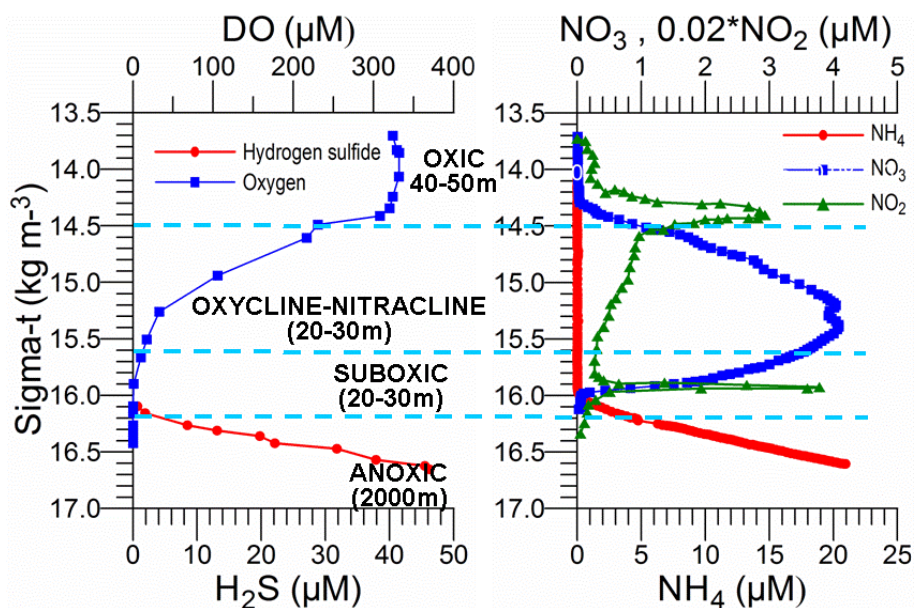 DO (µM)
0 100 200 300 400
NO₃ , 0.02*NO₂ (µM)
0 1 2 3 4 5
Sigma-t (kg m-³)
13.5
14.0
14.5
15.0
15.5
16.0
16.5
17.0
Hydrogen sulfide
Oxygen
OXIC
40-50m
OXYCLINE-NITRACLINE
(20-30m)
SUBOXIC
(20-30m)
ANOXIC
(2000m)
0 10 20 30 40 50
H₂S (µM)
13.5
14.0
14.5
15.0
15.5
16.0
16.5
17.0
NH₄
NO₃
NO₂
0
0 5 10 15 20 25
NH₄ (µM)